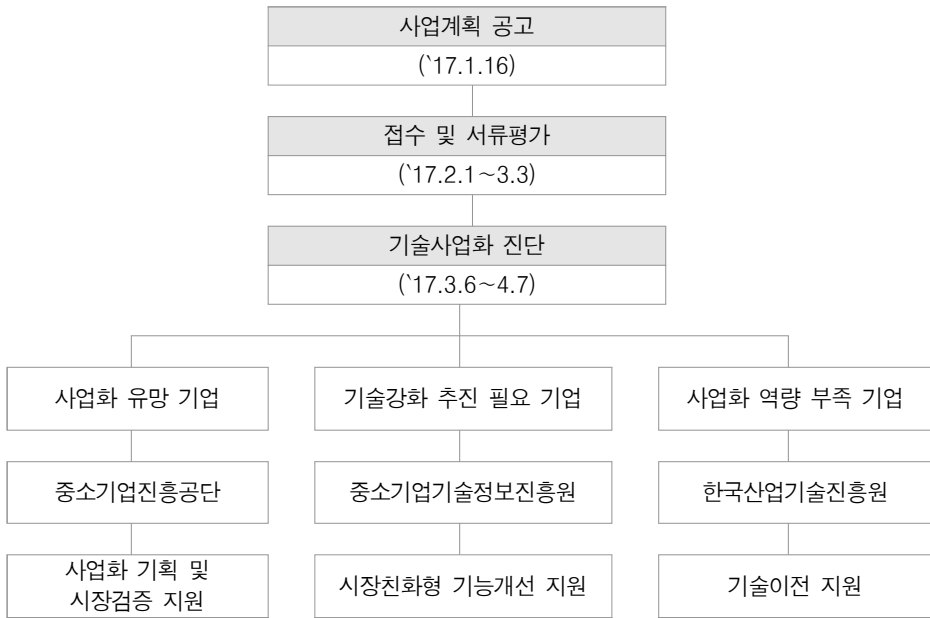 사업계획 공고
(`17.1.16)
접수 및 서류평가
(`17.2.1~3.3)
기술사업화 진단
(`17.3.6~4.7)
사업화 유망 기업
기술강화 추진 필요 기업
사업화 역량 부족 기업
중소기업진흥공단
중소기업기술정보진흥원
한국산업기술진흥원
사업화 기획 및
시장검증 지원
시장친화형 기능개선 지원
기술이전 지원